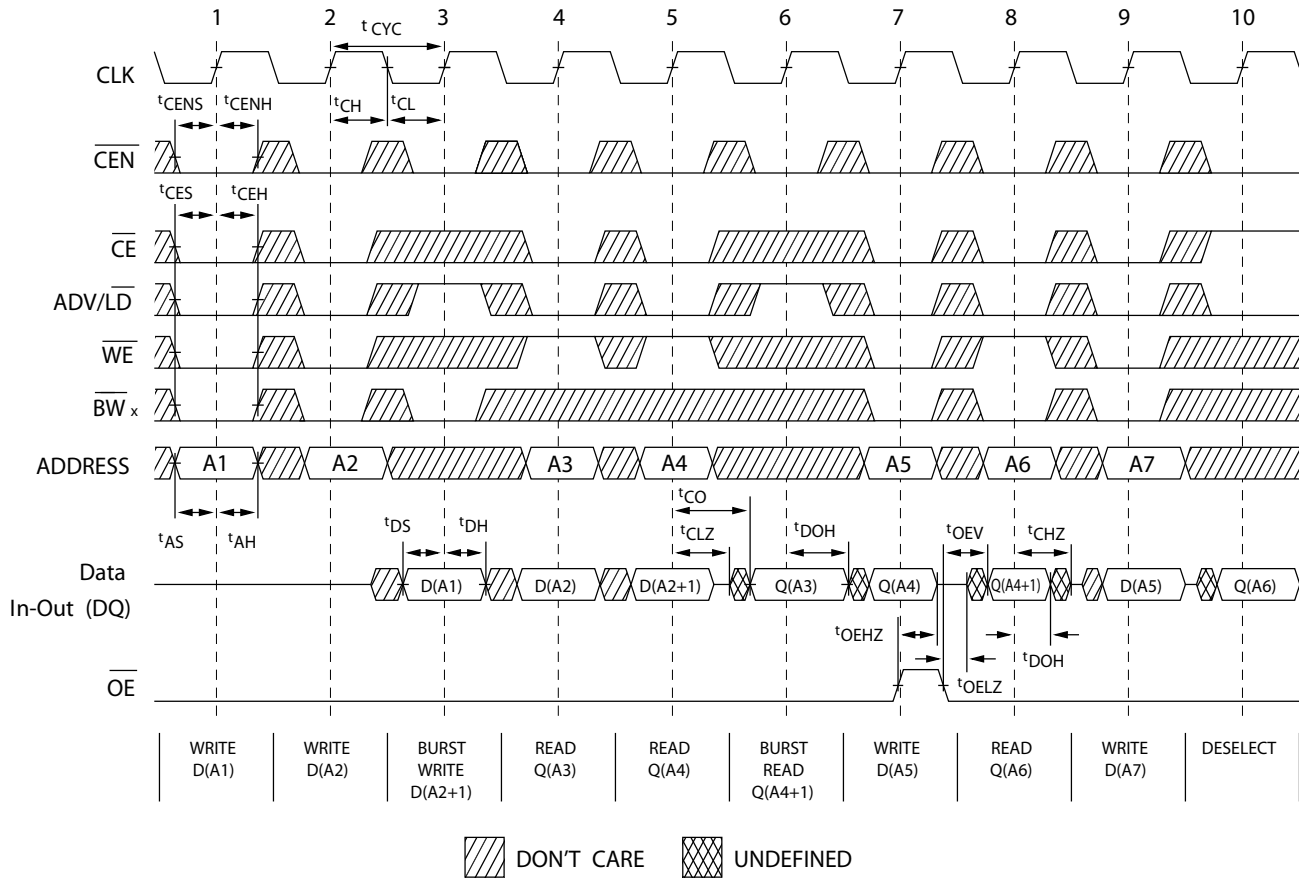 1 2 3 4 5 6 7 8 9 10
t CYC
CLK
tCENS tCENH tCH tCL
CEN
tCES tCEH
CE
ADV/LD
WE
BW x
ADDRESS A1 A2 A3 A4 A5 A6 A7
tCO
tAS tAH tDS tDH tCLZ tDOH tOEV tCHZ
Data
In-Out (DQ)
D(A1) D(A2) D(A2+1) Q(A3) Q(A4) Q(A4+1) D(A5) Q(A6)
tOEHZ tDOH
tOELZ
OE
WRITE
D(A1)
WRITE
D(A2)
BURST
WRITE
D(A2+1)
READ
Q(A3)
READ
Q(A4)
BURST
READ
Q(A4+1)
WRITE
D(A5)
READ
Q(A6)
WRITE
D(A7)
DESELECT
DON'T CARE
UNDEFINED